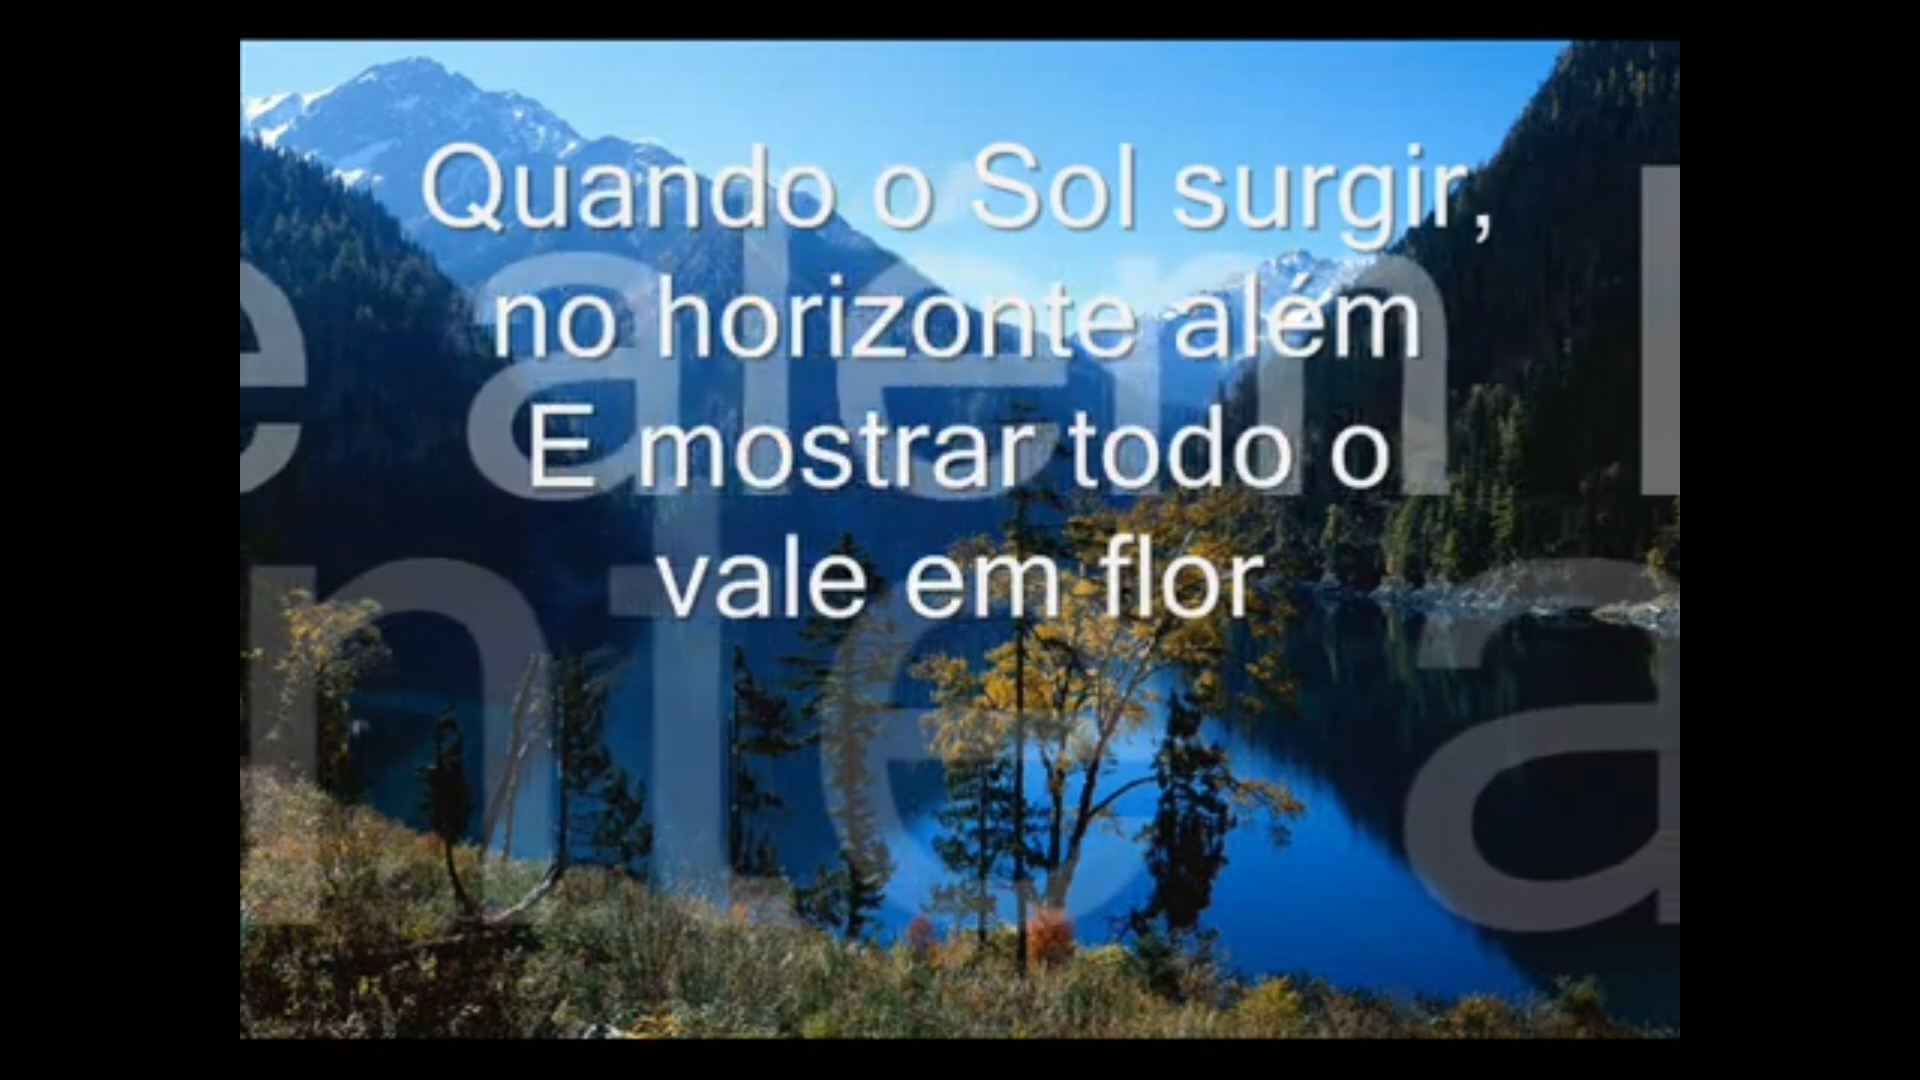 Quando o Sol surgir,
no horizonte além
E mostrar todo o
vale em flor